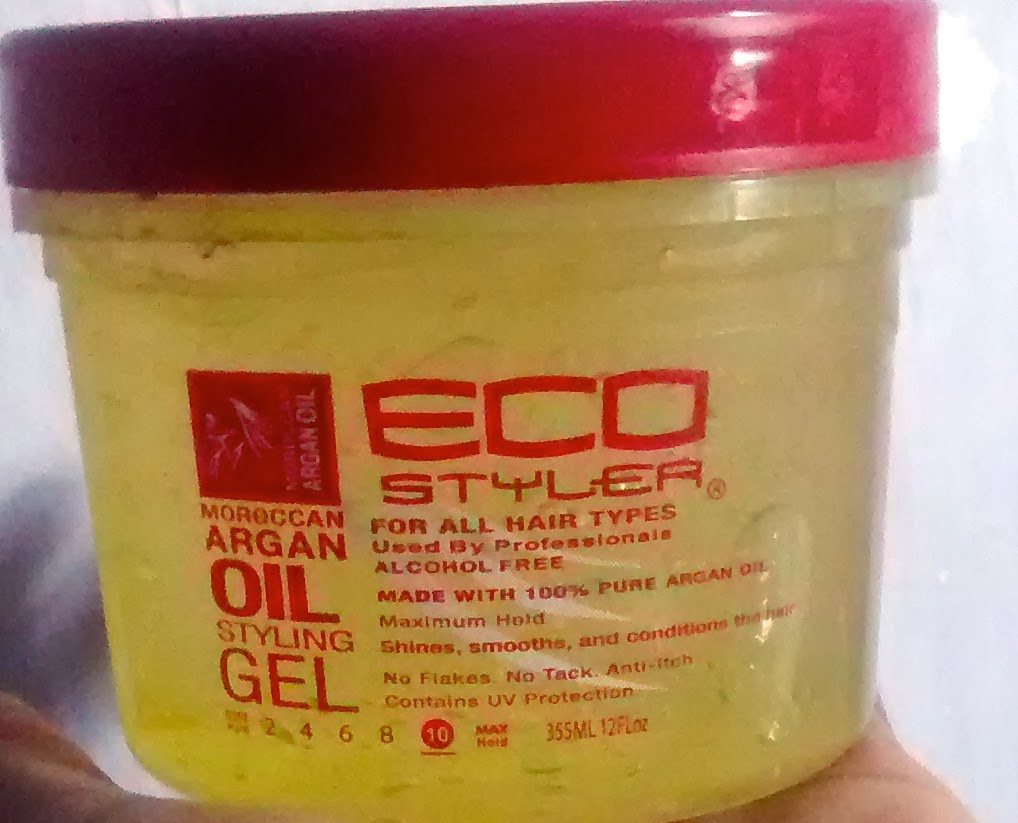 ARGAN OIL
MOROCCAN
ARGAN
OIL
STYLING
GEL
ECO
STYLER®
FOR ALL HAIR TYPES
Used By Professionals
ALCOHOL FREE
MADE WITH 100% PURE ARGAN OIL
Maximum Hold
Shines, smooths, and conditions the hair
No Flakes. No Tack. Anti-itch
Contains UV Protection
2 4 6 8 10 MAX Hold 355ML 12FLoz